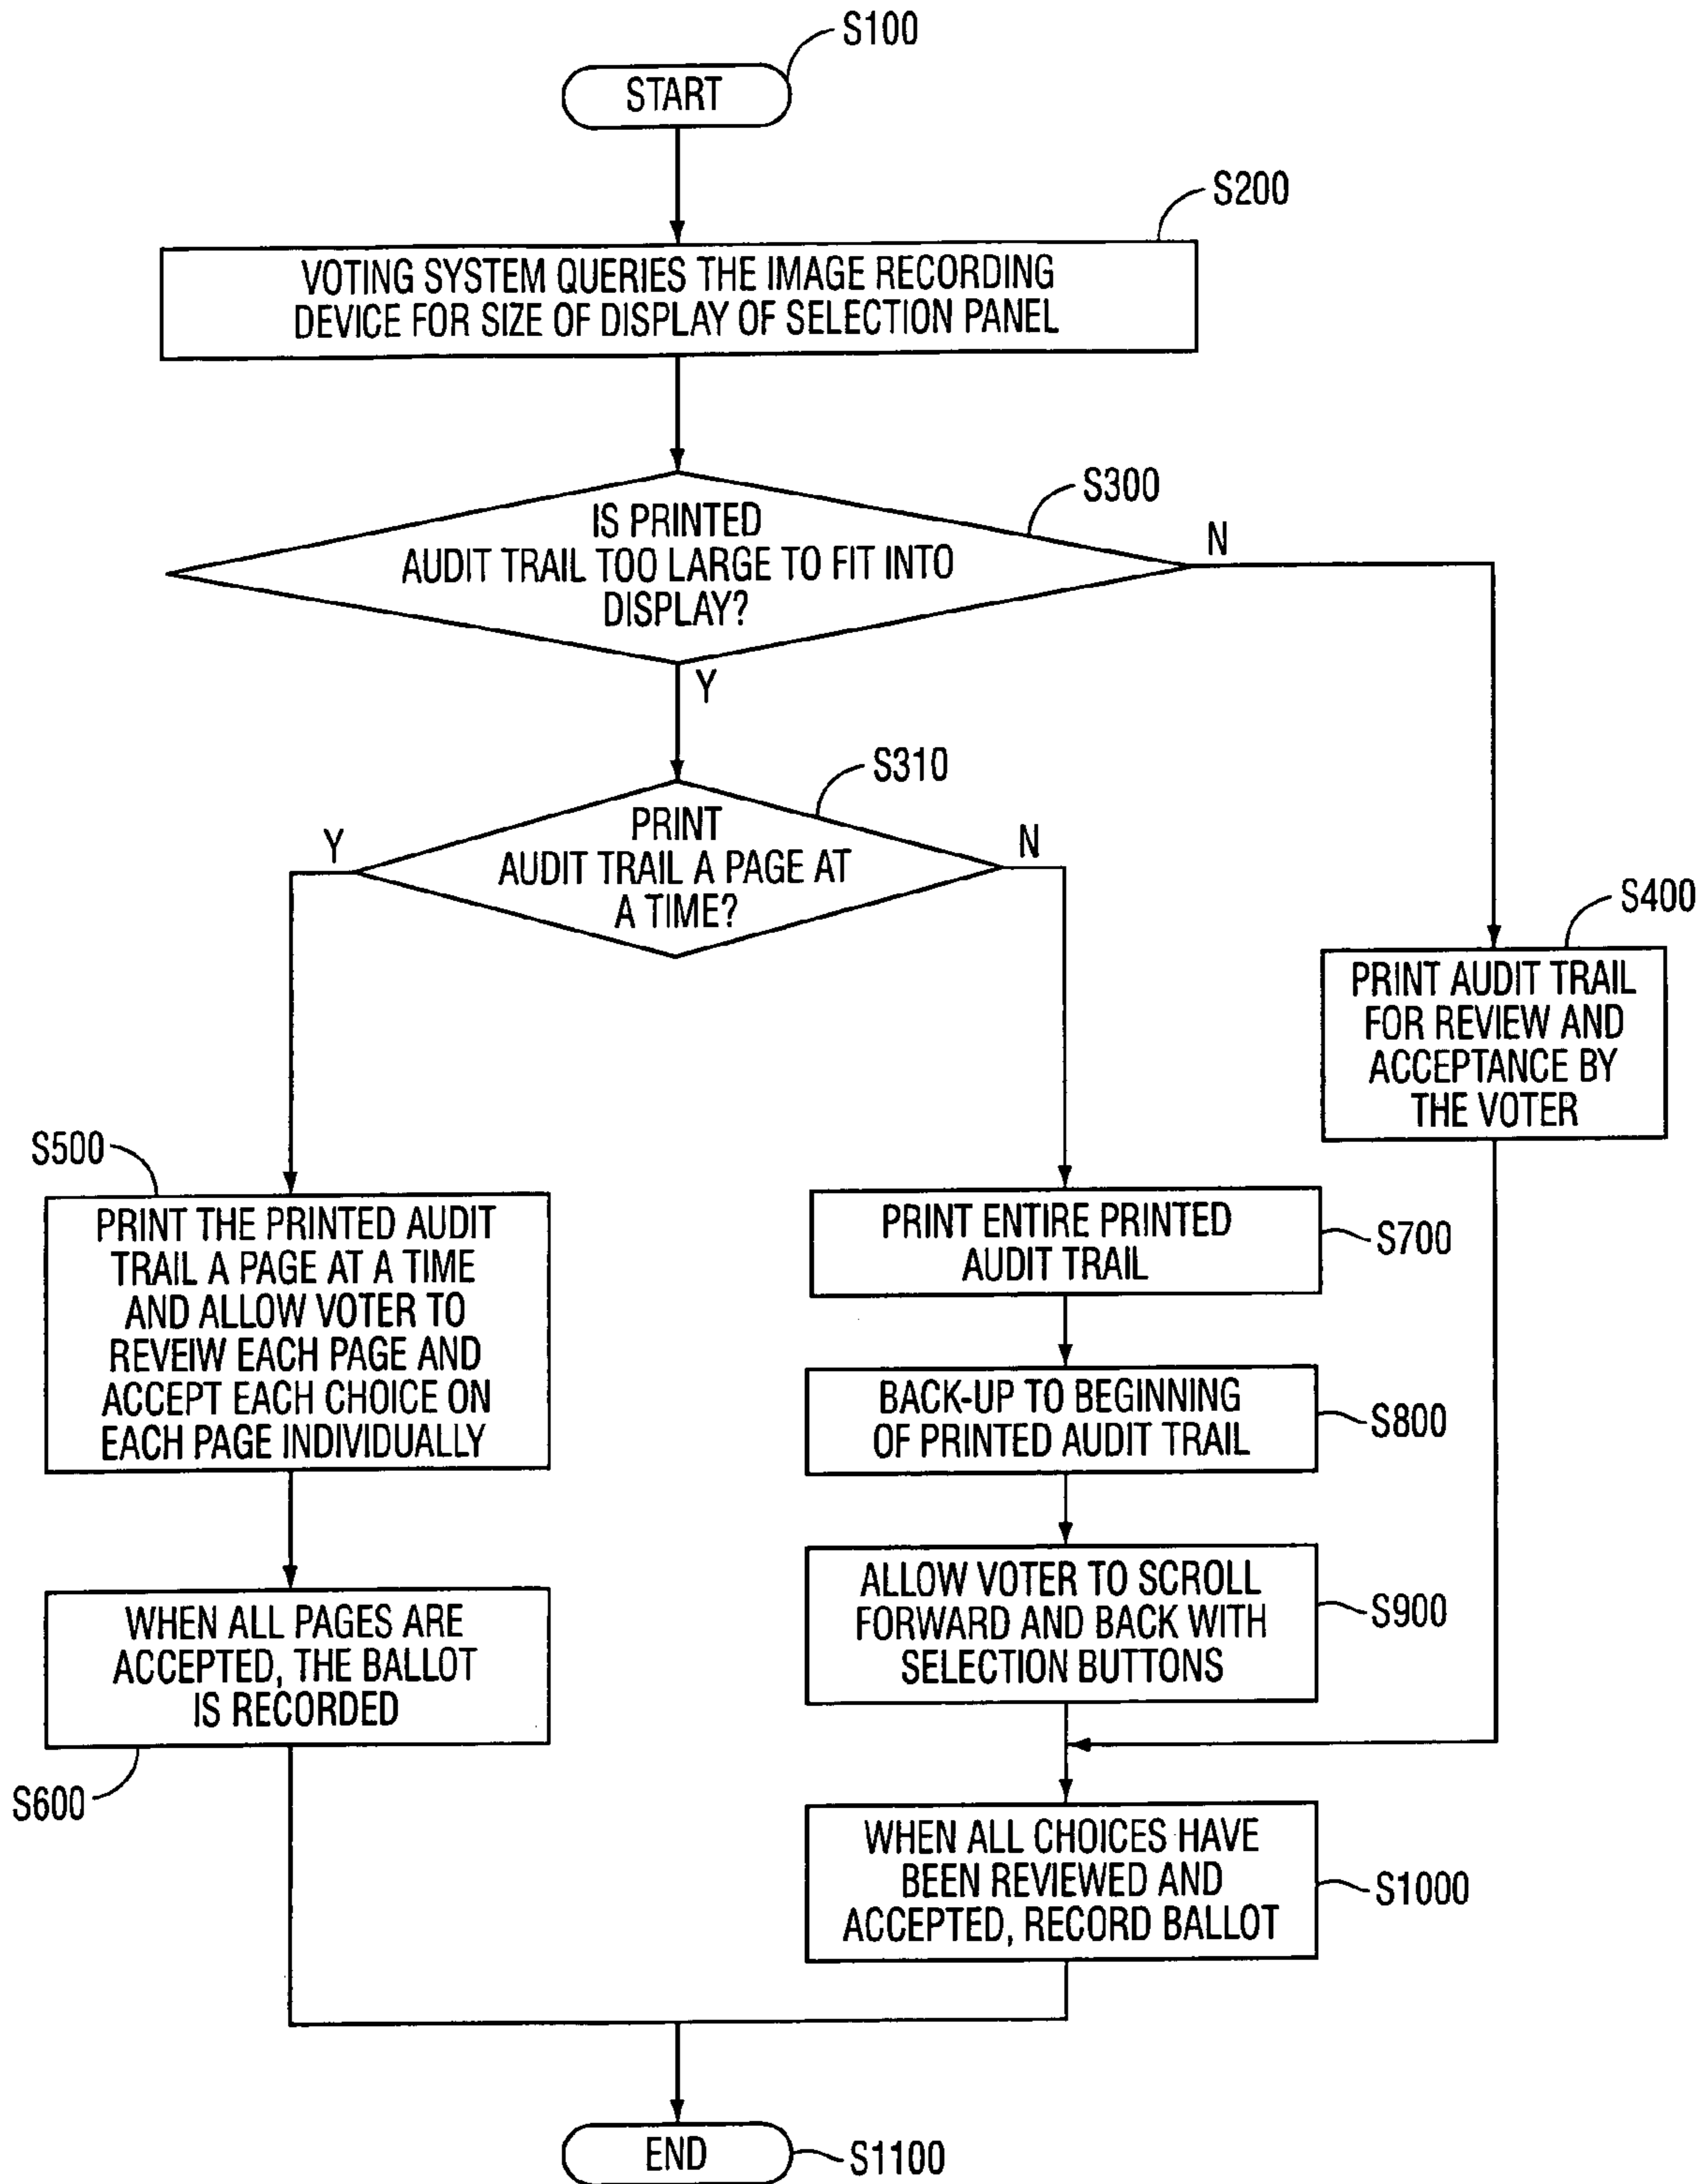 S100
START
S200
VOTING SYSTEM QUERIES THE IMAGE RECORDING
DEVICE FOR SIZE OF DISPLAY OF SELECTION PANEL
S300
IS PRINTED
AUDIT TRAIL TOO LARGE TO FIT INTO
DISPLAY?
N
Y
S310
PRINT
AUDIT TRAIL A PAGE AT
A TIME?
Y
N
S400
PRINT AUDIT TRAIL
FOR REVIEW AND
ACCEPTANCE BY
THE VOTER
S500
PRINT THE PRINTED AUDIT
TRAIL A PAGE AT A TIME
AND ALLOW VOTER TO
REVEIW EACH PAGE AND
ACCEPT EACH CHOICE ON
EACH PAGE INDIVIDUALLY
PRINT ENTIRE PRINTED
AUDIT TRAIL
S700
BACK-UP TO BEGINNING
OF PRINTED AUDIT TRAIL
S800
ALLOW VOTER TO SCROLL
FORWARD AND BACK WITH
SELECTION BUTTONS
S900
WHEN ALL PAGES ARE
ACCEPTED, THE BALLOT
IS RECORDED
S600
WHEN ALL CHOICES HAVE
BEEN REVIEWED AND
ACCEPTED, RECORD BALLOT
S1000
END
S1100